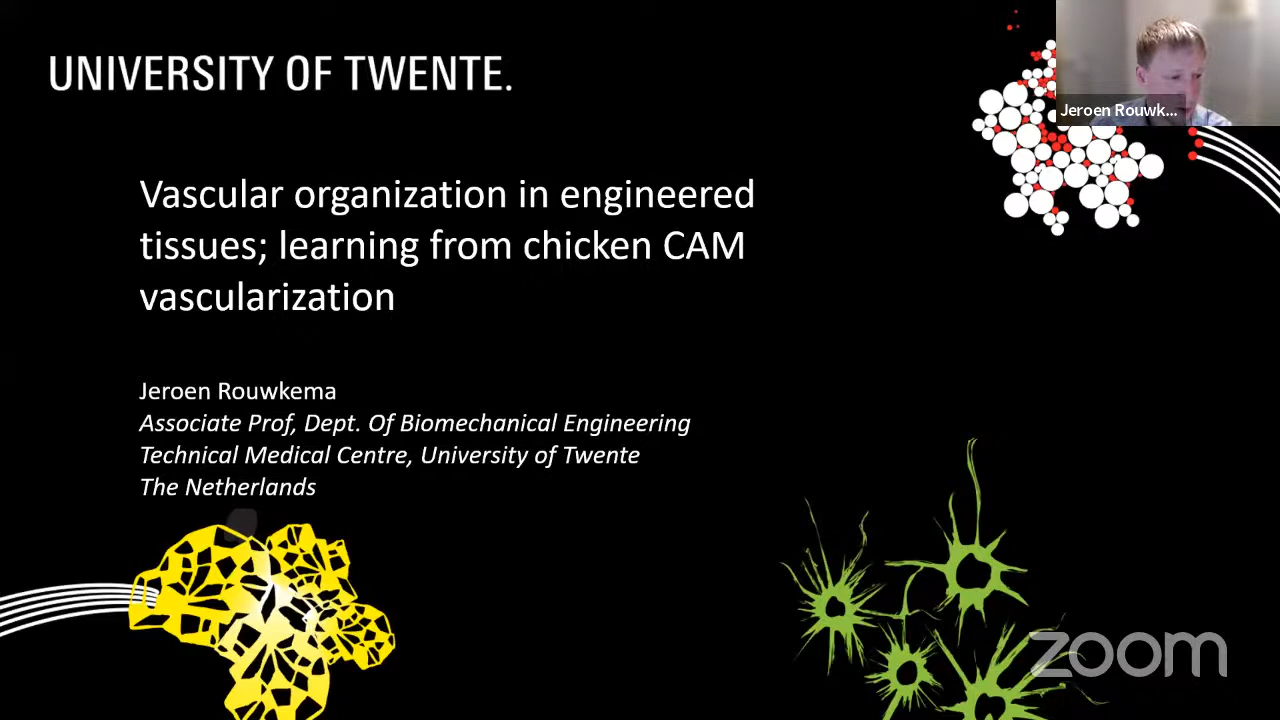 UNIVERSITY OF TWENTE.
Jeroen Rouwk...
Vascular organization in engineered
tissues; learning from chicken CAM
vascularization
Jeroen Rouwkema
Associate Prof, Dept. Of Biomechanical Engineering
Technical Medical Centre, University of Twente
The Netherlands
zoom